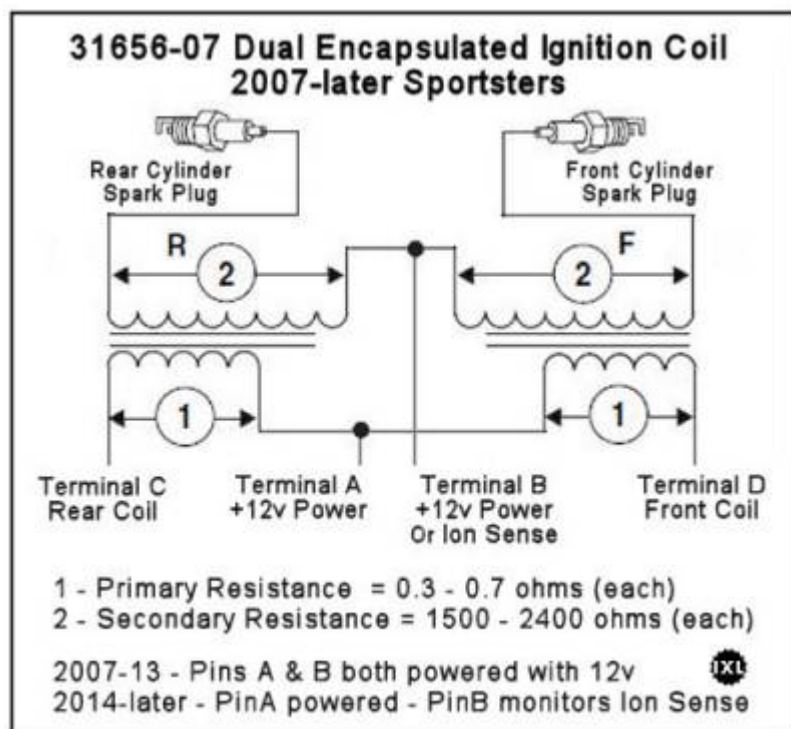 31656-07 Dual Encapsulated Ignition Coil
2007-later Sportsters
Rear Cylinder
Spark Plug
Front Cylinder
Spark Plug
R
2
2
F
1
1
Terminal C
Rear Coil
Terminal A
+12v Power
Terminal B
+12v Power
Or Ion Sense
Terminal D
Front Coil
1 - Primary Resistance = 0.3 - 0.7 ohms (each)
2 - Secondary Resistance = 1500 - 2400 ohms (each)
2007-13 - Pins A & B both powered with 12v
IXL
2014-later - PinA powered - PinB monitors Ion Sense